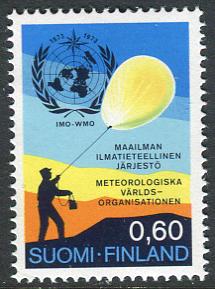 1873 1973
IMO-WMO
MAAILMAN
ILMATIETEELLINEN
JÄRJESTÖ
METEOROLOGISKA
VÄRLDS-
ORGANISATIONEN
0,60
SUOMI·FINLAND